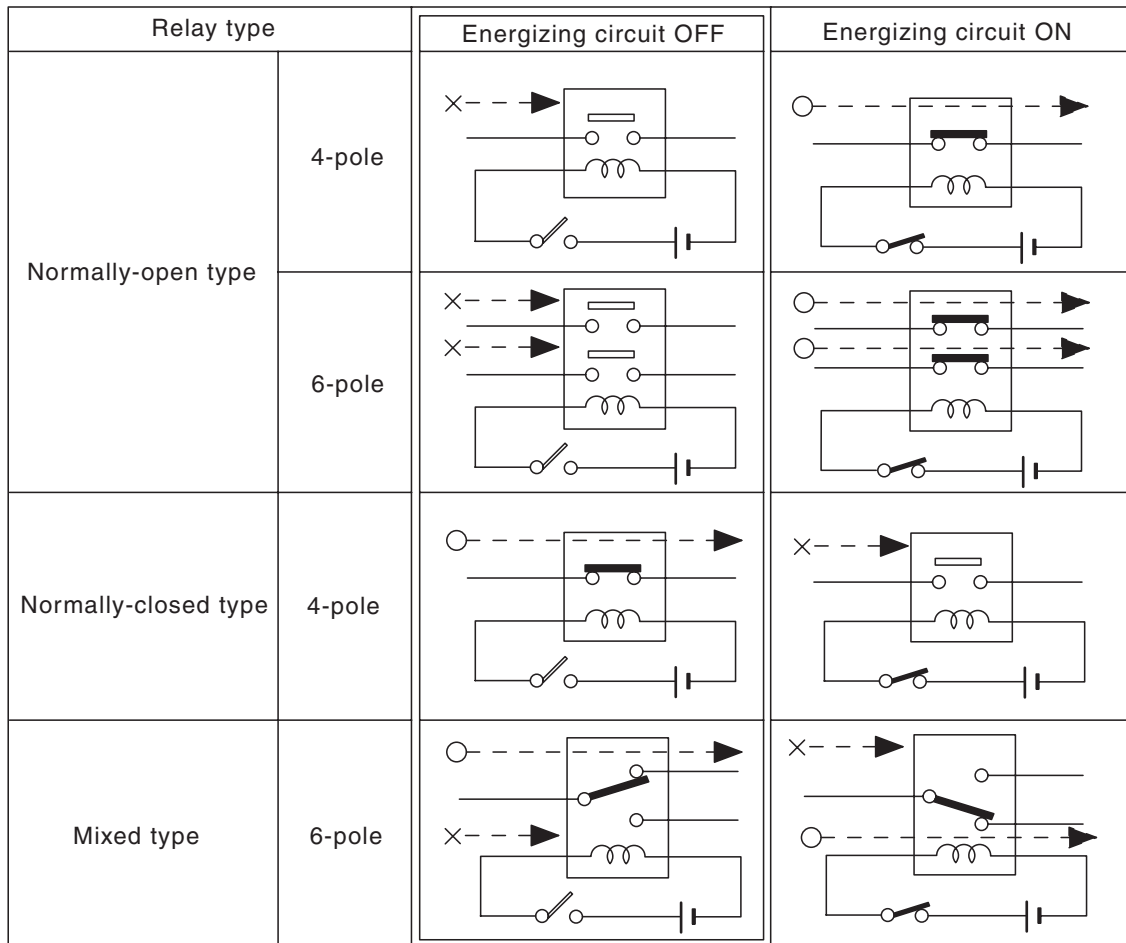 Relay type
Energizing circuit OFF
Energizing circuit ON
Normally-open type
4-pole
6-pole
Normally-closed type
4-pole
Mixed type
6-pole